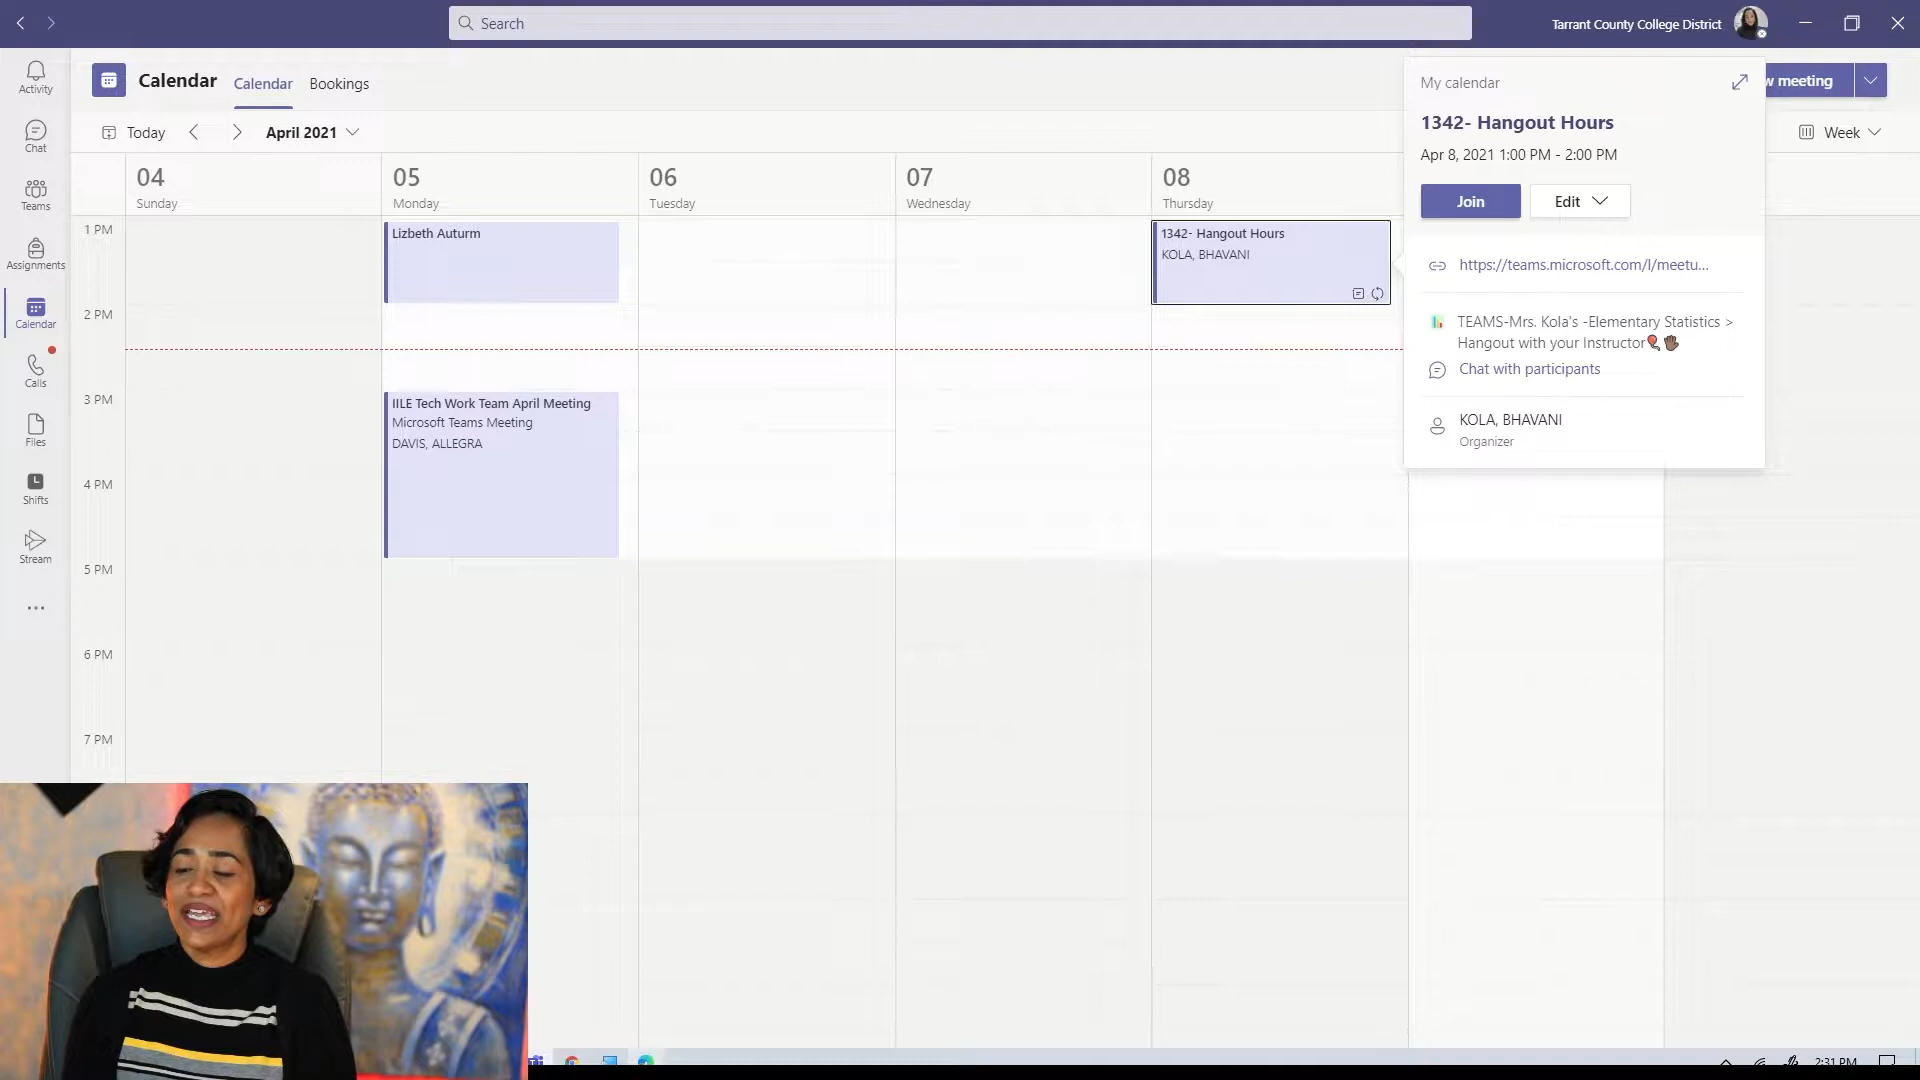 Search
Tarrant County College District
Activity
Chat
Teams
Assignments
Calendar
Calls
Files
Shifts
Stream
Calendar
Calendar
Bookings
w meeting
Today
April 2021
Week
04
Sunday
05
Monday
06
Tuesday
07
Wednesday
08
Thursday
1 PM
2 PM
3 PM
4 PM
5 PM
6 PM
7 PM
Lizbeth Auturm
IILE Tech Work Team April Meeting
Microsoft Teams Meeting
DAVIS, ALLEGRA
1342- Hangout Hours
KOLA, BHAVANI
My calendar
1342- Hangout Hours
Apr 8, 2021 1:00 PM - 2:00 PM
Join
Edit
https://teams.microsoft.com/l/meetu...
TEAMS-Mrs. Kola's -Elementary Statistics >
Hangout with your Instructor🎈✋🏾
Chat with participants
KOLA, BHAVANI
Organizer
2:31 PM